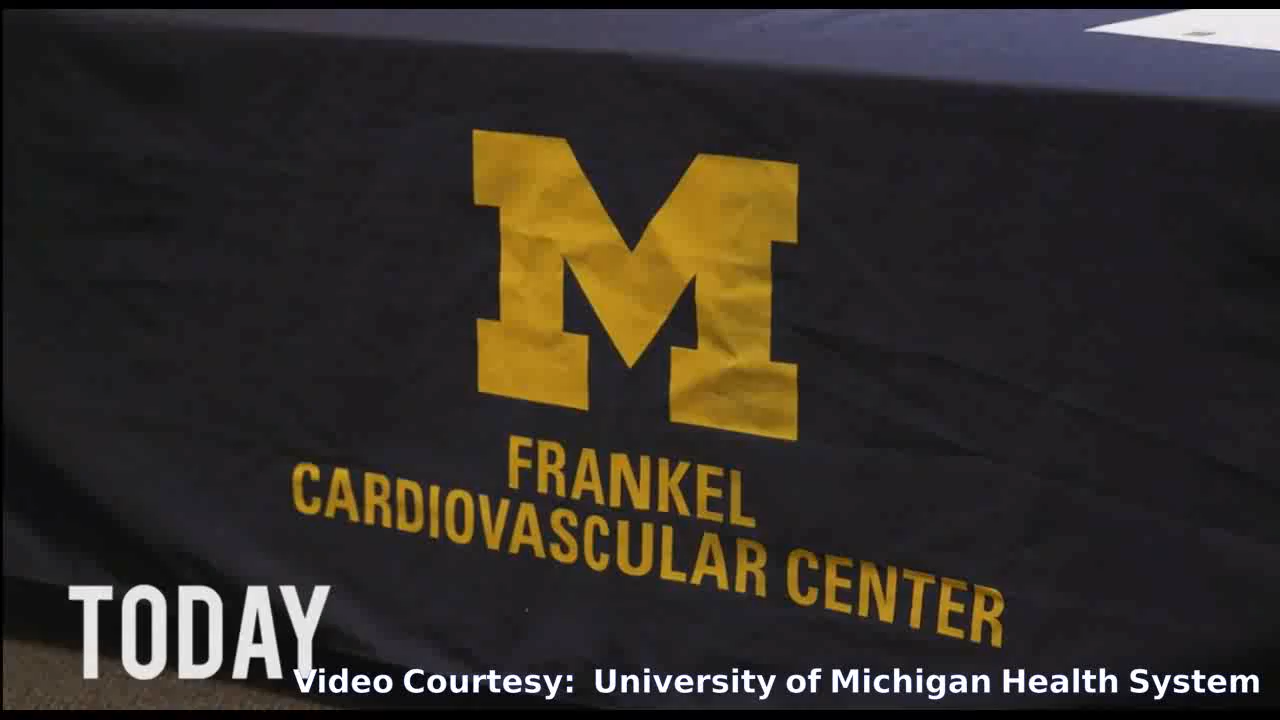 M
FRANKEL
CARDIOVASCULAR CENTER
TODAY
Video Courtesy: University of Michigan Health System